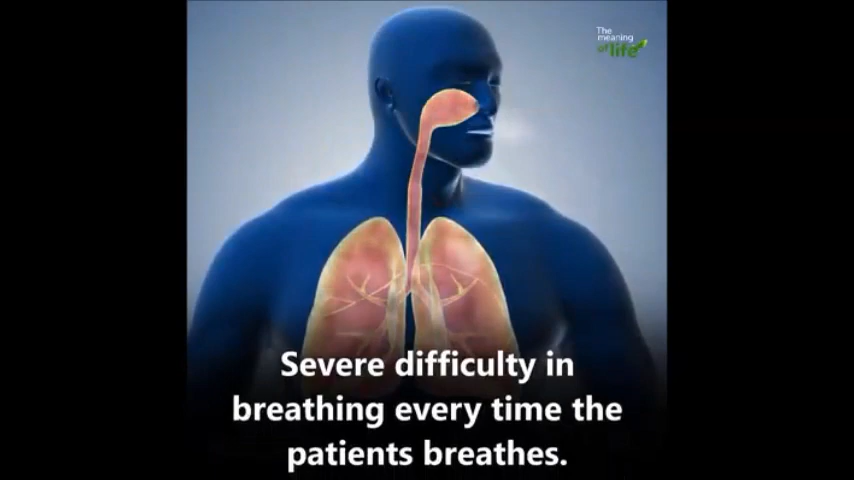 The
meaning
of life
Severe difficulty in
breathing every time the
patients breathes.